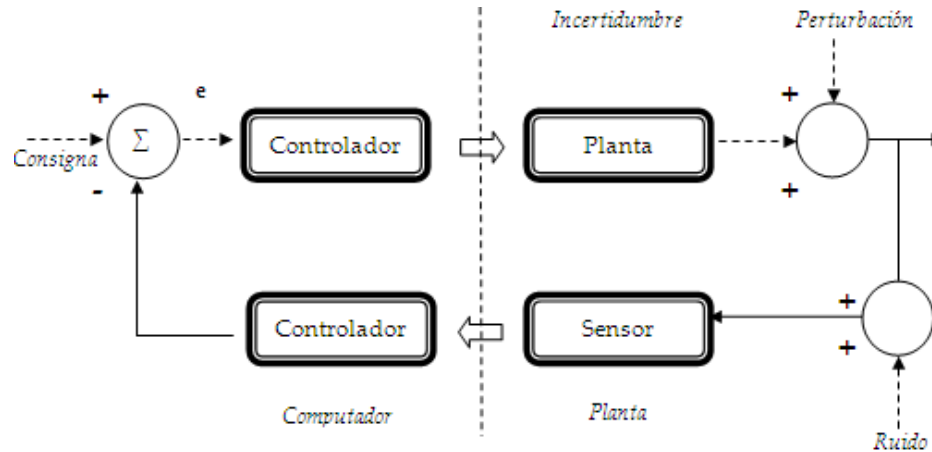 Incertidumbre
Perturbación
+
e
+
Σ
Controlador
Planta
Consigna
-
+
+
Controlador
Sensor
+
Computador
Planta
Ruido